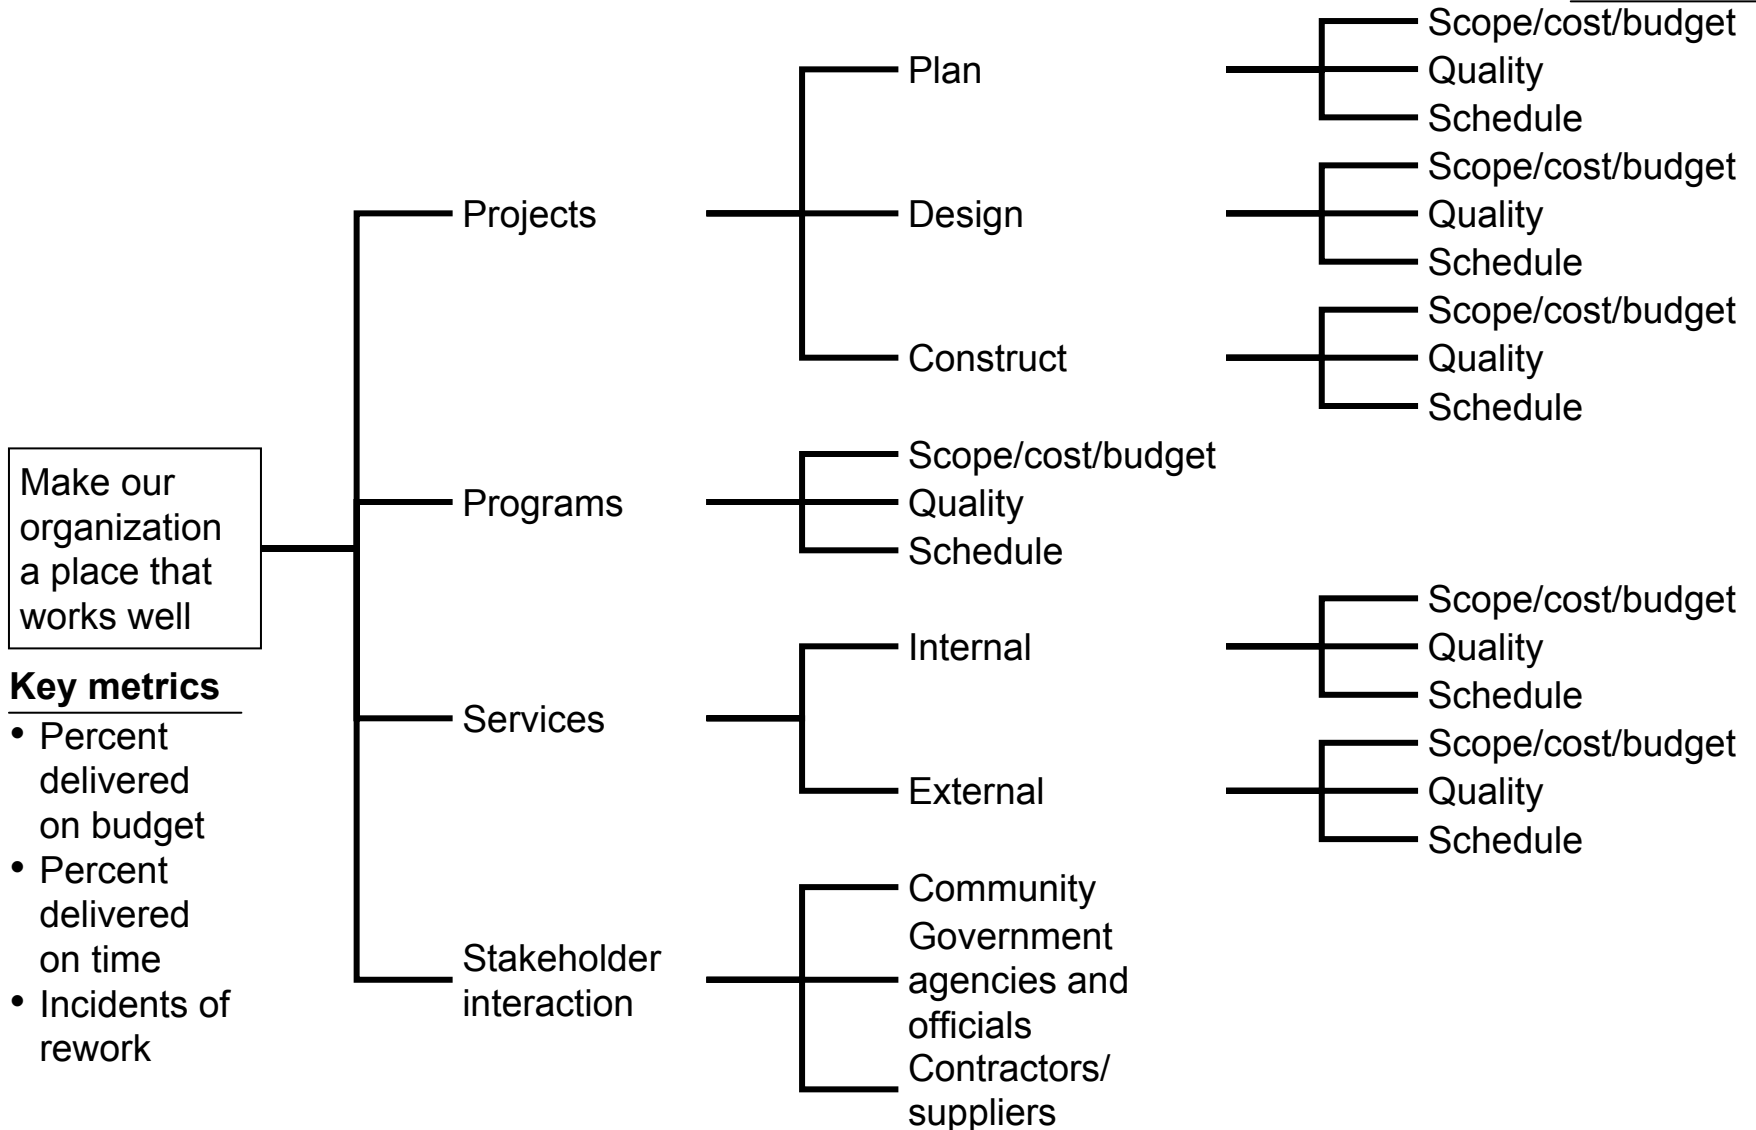 Make our
organization
a place that
works well
Key metrics
• Percent
delivered
on budget
• Percent
delivered
on time
• Incidents of
rework
Projects
Plan
Scope/cost/budget
Quality
Schedule
Design
Scope/cost/budget
Quality
Schedule
Construct
Scope/cost/budget
Quality
Schedule
Programs
Scope/cost/budget
Quality
Schedule
Services
Internal
Scope/cost/budget
Quality
Schedule
External
Scope/cost/budget
Quality
Schedule
Stakeholder
interaction
Community
Government
agencies and
officials
Contractors/
suppliers